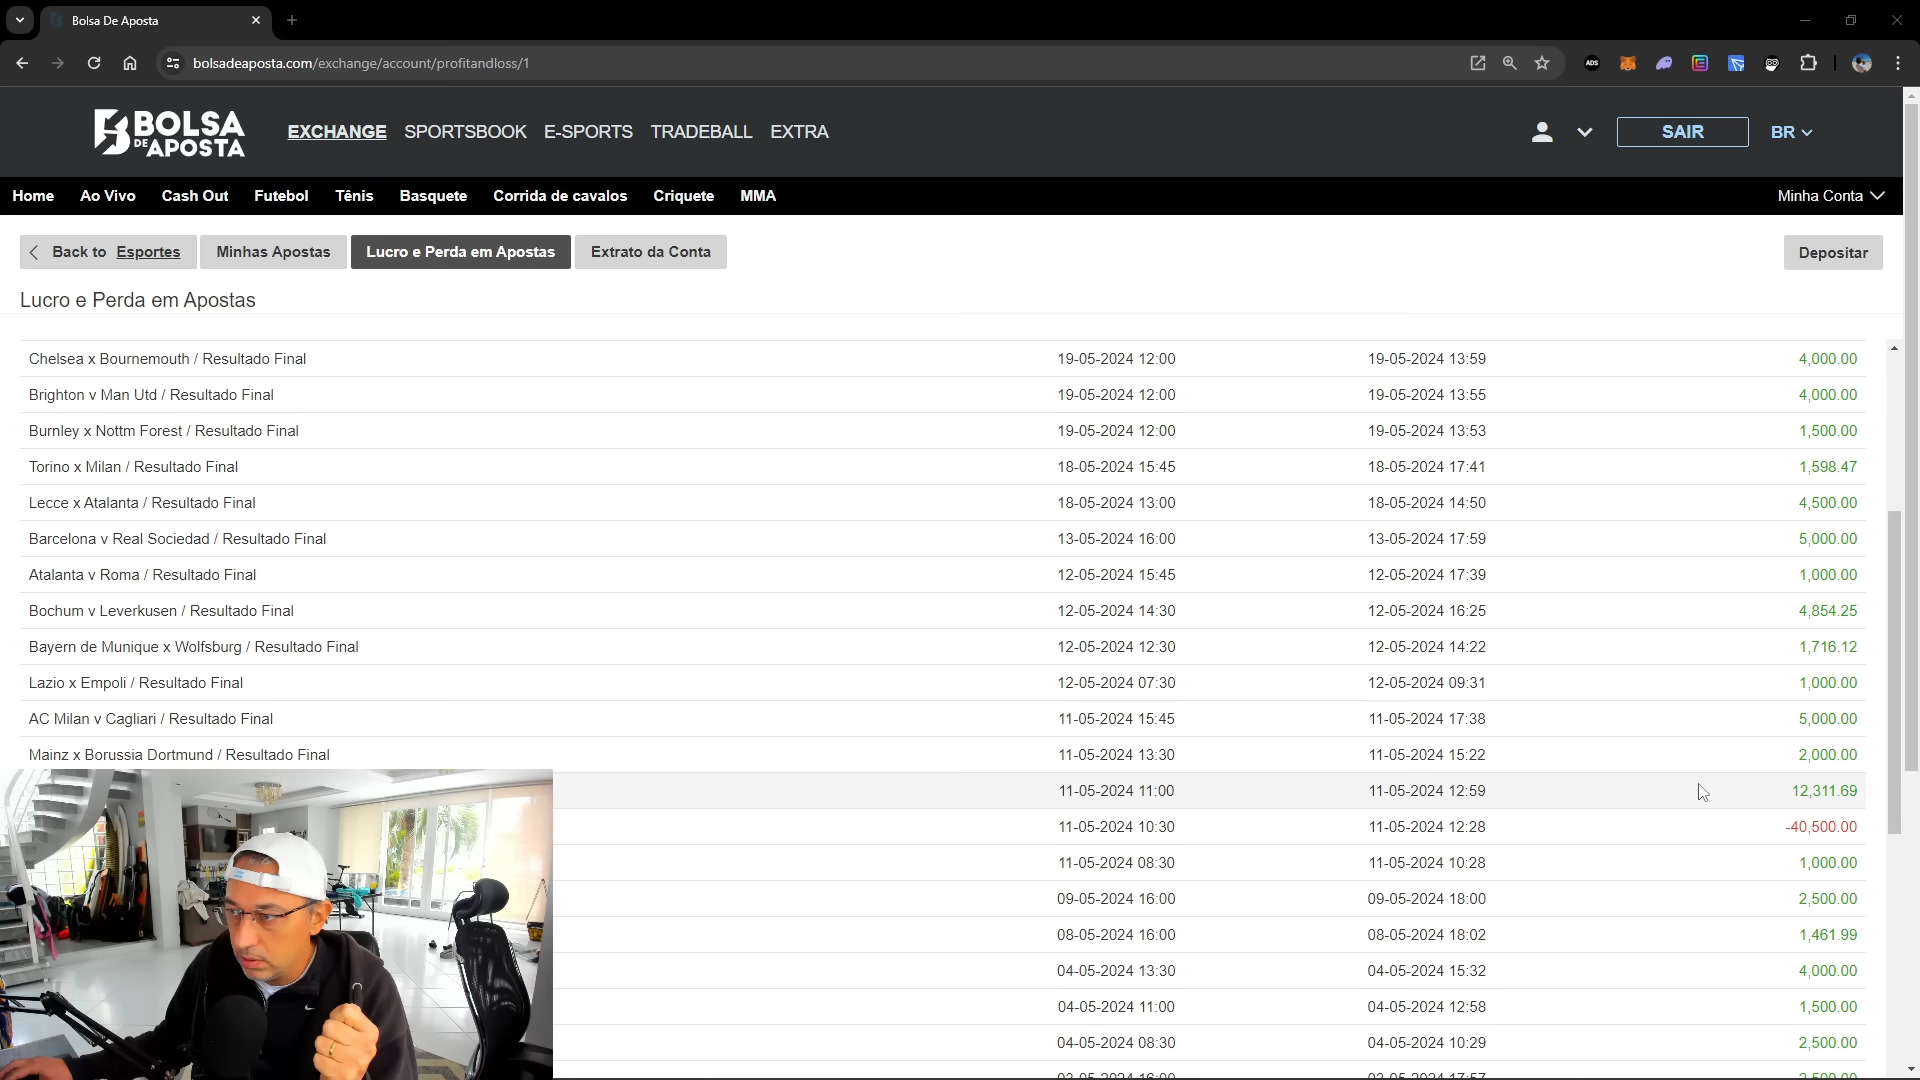 Bolsa De Aposta
bolsadeaposta.com/exchange/account/profitandloss/1
ADS
BOLSA DE APOSTA
EXCHANGE SPORTSBOOK E-SPORTS TRADEBALL EXTRA
SAIR
BR
Home Ao Vivo Cash Out Futebol Tênis Basquete Corrida de cavalos Criquete MMA
Minha Conta
Back to Esportes Minhas Apostas Lucro e Perda em Apostas Extrato da Conta
Depositar
Lucro e Perda em Apostas
Chelsea x Bournemouth / Resultado Final 19-05-2024 12:00 19-05-2024 13:59 4,000.00
Brighton v Man Utd / Resultado Final 19-05-2024 12:00 19-05-2024 13:55 4,000.00
Burnley x Nottm Forest / Resultado Final 19-05-2024 12:00 19-05-2024 13:53 1,500.00
Torino x Milan / Resultado Final 18-05-2024 15:45 18-05-2024 17:41 1,598.47
Lecce x Atalanta / Resultado Final 18-05-2024 13:00 18-05-2024 14:50 4,500.00
Barcelona v Real Sociedad / Resultado Final 13-05-2024 16:00 13-05-2024 17:59 5,000.00
Atalanta v Roma / Resultado Final 12-05-2024 15:45 12-05-2024 17:39 1,000.00
Bochum v Leverkusen / Resultado Final 12-05-2024 14:30 12-05-2024 16:25 4,854.25
Bayern de Munique x Wolfsburg / Resultado Final 12-05-2024 12:30 12-05-2024 14:22 1,716.12
Lazio x Empoli / Resultado Final 12-05-2024 07:30 12-05-2024 09:31 1,000.00
AC Milan v Cagliari / Resultado Final 11-05-2024 15:45 11-05-2024 17:38 5,000.00
Mainz x Borussia Dortmund / Resultado Final 11-05-2024 13:30 11-05-2024 15:22 2,000.00
11-05-2024 11:00 11-05-2024 12:59 12,311.69
11-05-2024 10:30 11-05-2024 12:28 -40,500.00
11-05-2024 08:30 11-05-2024 10:28 1,000.00
09-05-2024 16:00 09-05-2024 18:00 2,500.00
08-05-2024 16:00 08-05-2024 18:02 1,461.99
04-05-2024 13:30 04-05-2024 15:32 4,000.00
04-05-2024 11:00 04-05-2024 12:58 1,500.00
04-05-2024 08:30 04-05-2024 10:29 2,500.00